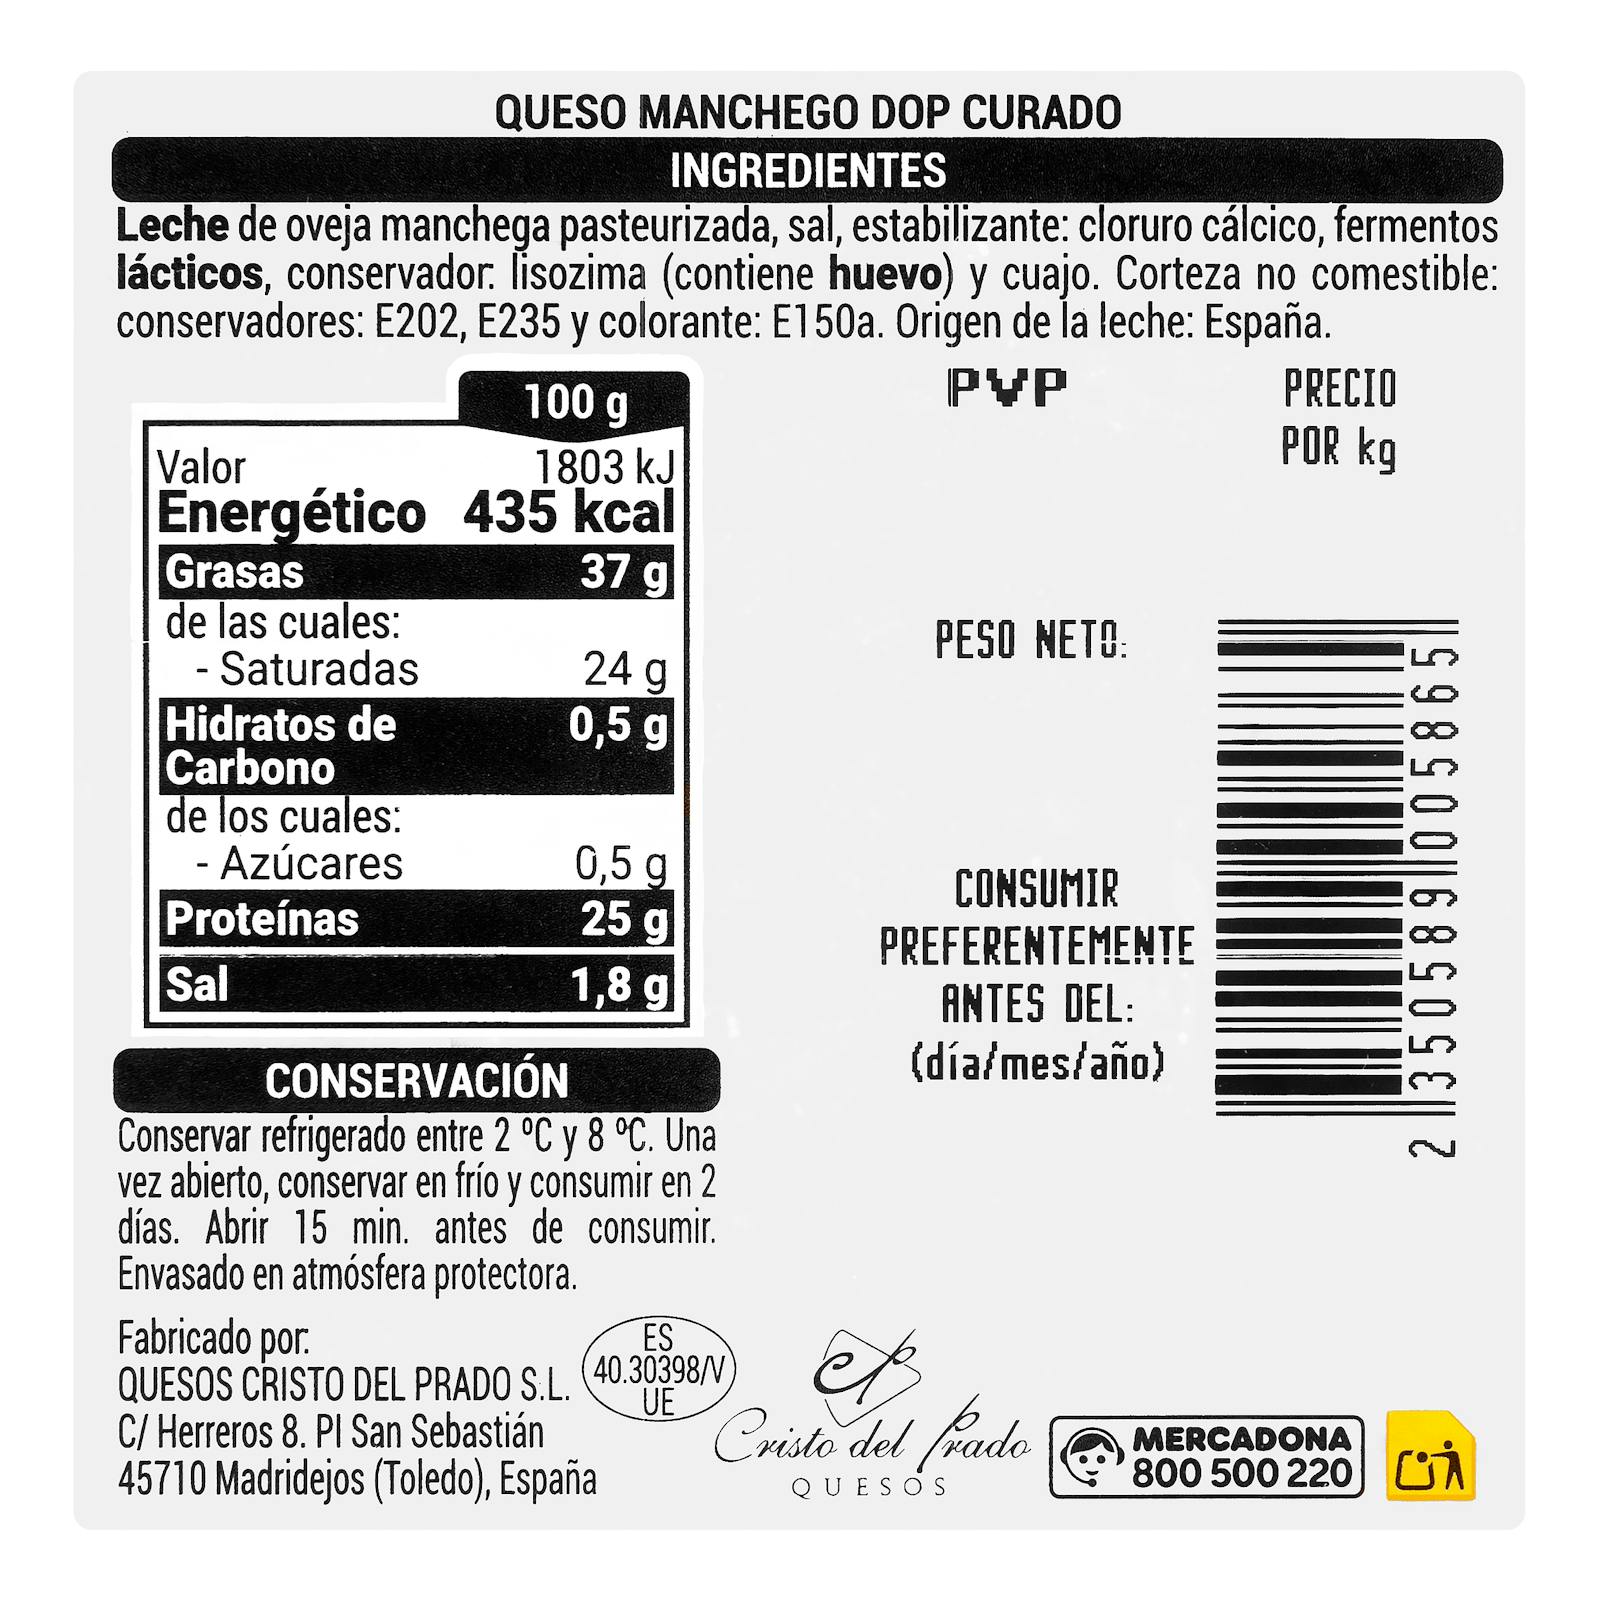 QUESO MANCHEGO DOP CURADO
INGREDIENTES
Leche de oveja manchega pasteurizada, sal, estabilizante: cloruro cálcico, fermentos
lácticos, conservador: lisozima (contiene huevo) y cuajo. Corteza no comestible:
conservadores: E202, E235 y colorante: E150a. Origen de la leche: España.
100 g
Valor 1803 kJ
Energético 435 kcal
Grasas 37 g
de las cuales:
- Saturadas 24 g
Hidratos de 0,5 g
Carbono
de los cuales:
- Azúcares 0,5 g
Proteínas 25 g
Sal 1,8 g
PVP
PRECIO
POR kg
PESO NETO:
CONSUMIR
PREFERENTEMENTE
ANTES DEL:
(día/mes/año)
2 350589 005865
CONSERVACIÓN
Conservar refrigerado entre 2 ºC y 8 ºC. Una
vez abierto, conservar en frío y consumir en 2
días. Abrir 15 min. antes de consumir.
Envasado en atmósfera protectora.
Fabricado por:
QUESOS CRISTO DEL PRADO S.L.
C/ Herreros 8. Pl San Sebastián
45710 Madridejos (Toledo), España
ES
40.30398/V
UE
Cristo del Prado
QUESOS
MERCADONA
800 500 220